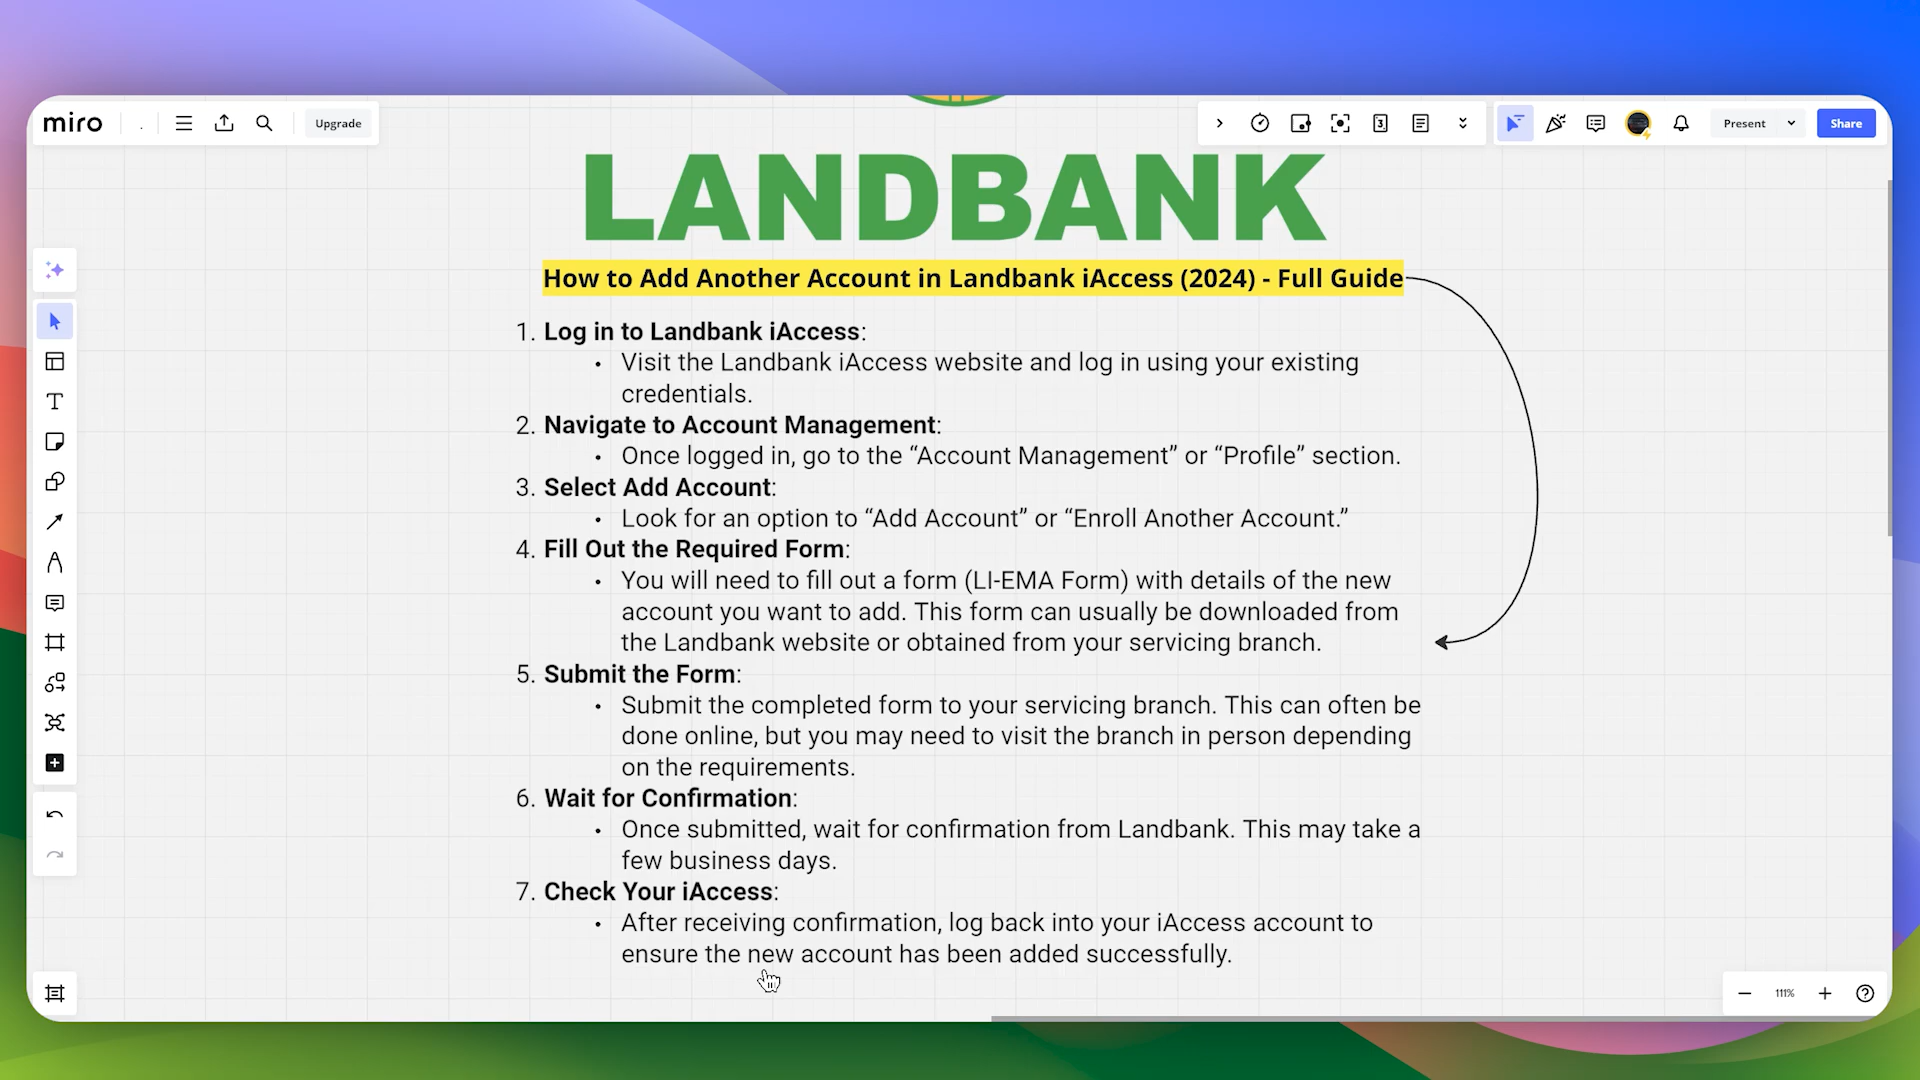 miro
.
Upgrade
3
Present
Share
LANDBANK
How to Add Another Account in Landbank iAccess (2024) - Full Guide
1. Log in to Landbank iAccess:
• Visit the Landbank iAccess website and log in using your existing
credentials.
2. Navigate to Account Management:
• Once logged in, go to the “Account Management” or “Profile” section.
3. Select Add Account:
• Look for an option to “Add Account” or “Enroll Another Account.”
4. Fill Out the Required Form:
• You will need to fill out a form (LI-EMA Form) with details of the new
account you want to add. This form can usually be downloaded from
the Landbank website or obtained from your servicing branch.
5. Submit the Form:
• Submit the completed form to your servicing branch. This can often be
done online, but you may need to visit the branch in person depending
on the requirements.
6. Wait for Confirmation:
• Once submitted, wait for confirmation from Landbank. This may take a
few business days.
7. Check Your iAccess:
• After receiving confirmation, log back into your iAccess account to
ensure the new account has been added successfully.
111%